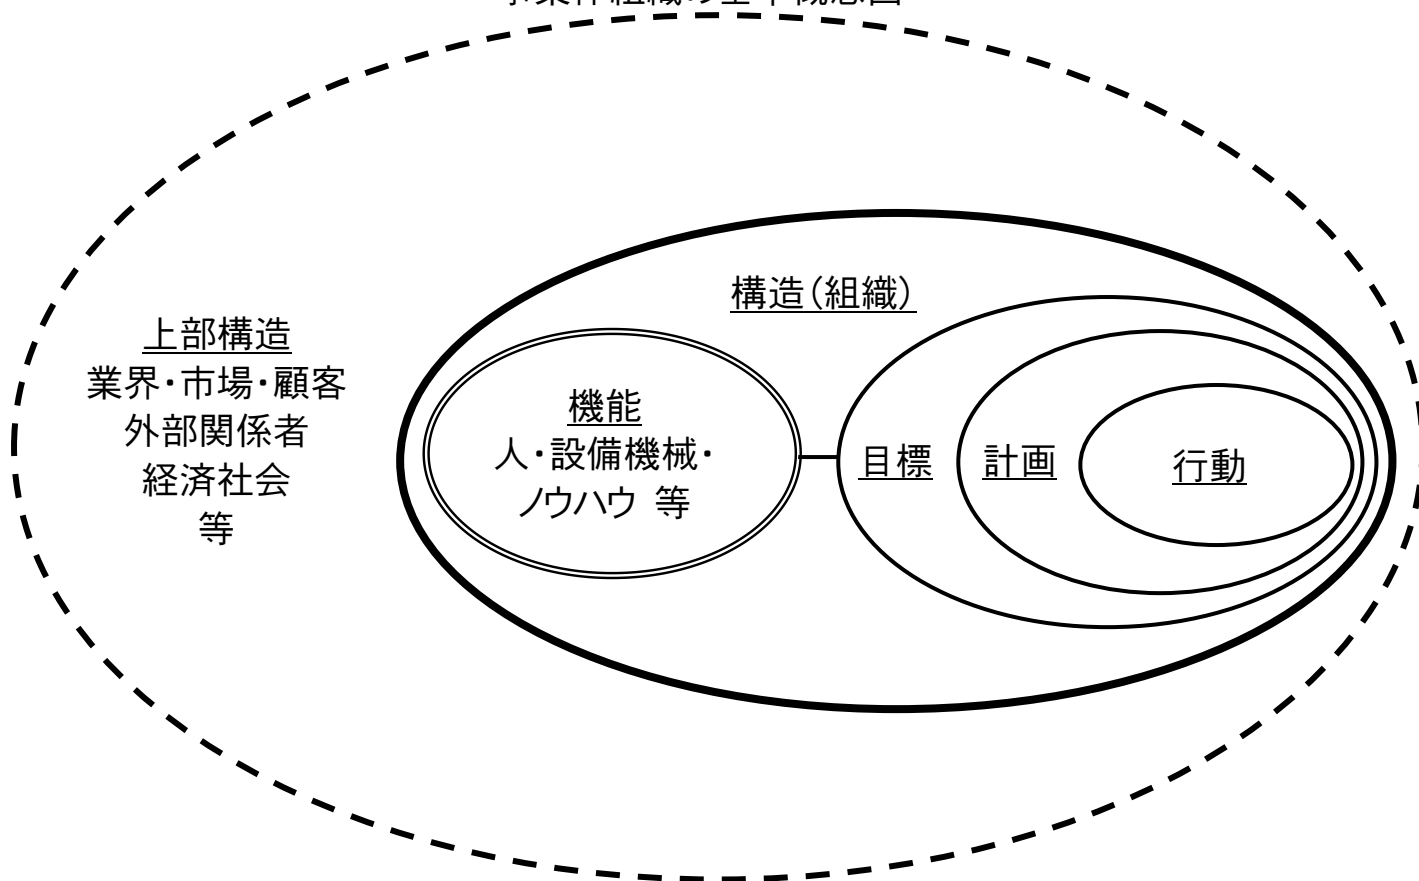 構造（組織）
上部構造
業界・市場・顧客
外部関係者
経済社会
等
機能
人・設備機械・
ノウハウ 等
目標
計画
行動